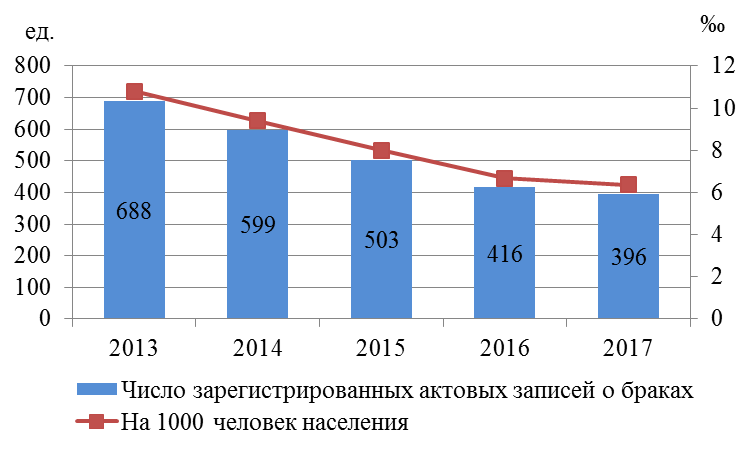 ед. ‰
800 12
700 10
600 8
500 6
400 4
300 2
200 0
100
0
688 599 503 416 396
2013 2014 2015 2016 2017
Число зарегистрированных актовых записей о браках
На 1000 человек населения